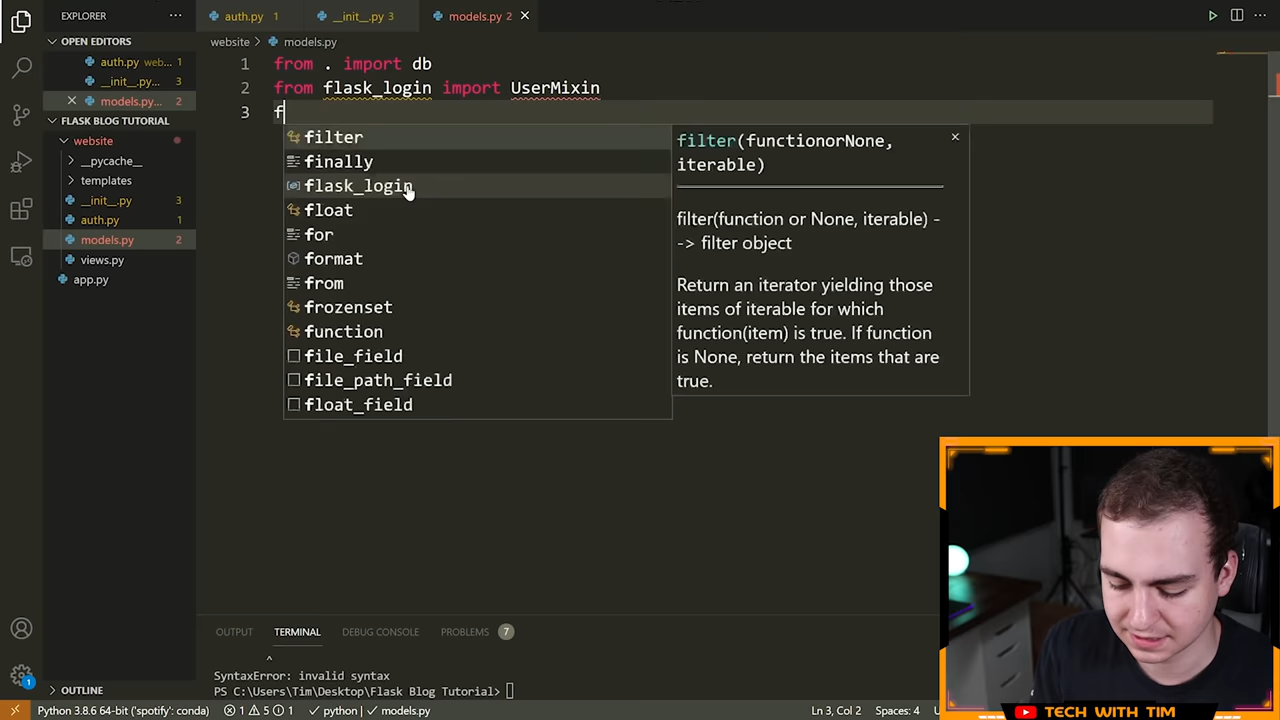 EXPLORER
···
auth.py 1
__init__.py 3
models.py 2
OPEN EDITORS
auth.py web... 1
__init__.py... 3
models.py... 2
FLASK BLOG TUTORIAL
website
__pycache__
templates
__init__.py 3
auth.py 1
models.py 2
views.py
app.py
OUTLINE
website > models.py
1 from . import db
2 from flask_login import UserMixin
3 f
filter
finally
flask_login
float
for
format
from
frozenset
function
file_field
file_path_field
float_field
filter(functionorNone,
iterable)
filter(function or None, iterable) -
-> filter object
Return an iterator yielding those
items of iterable for which
function(item) is true. If function
is None, return the items that are
true.
OUTPUT TERMINAL DEBUG CONSOLE PROBLEMS 7
^
SyntaxError: invalid syntax
PS C:\Users\Tim\Desktop\Flask Blog Tutorial>
1
Python 3.8.6 64-bit ('spotify': conda) 1 5 1 python models.py Ln 3, Col 2 Spaces: 4
TECH WITH TIM